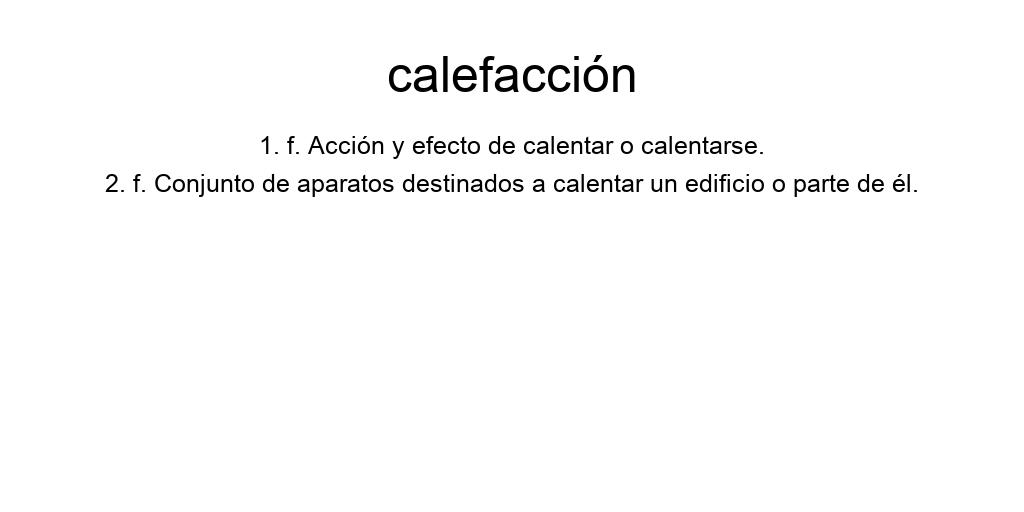 calefacción
1. f. Acción y efecto de calentar o calentarse.
2. f. Conjunto de aparatos destinados a calentar un edificio o parte de él.